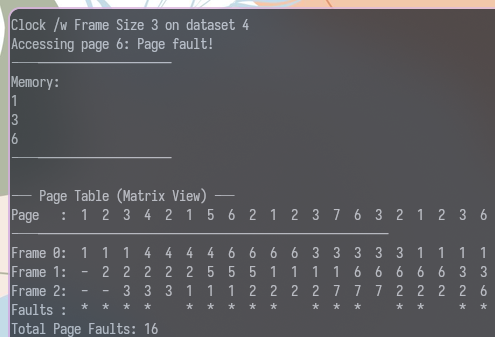 Clock /w Frame Size 3 on dataset 4
Accessing page 6: Page fault!
Memory:
1
3
6
── Page Table (Matrix View) ──
Page   :  1  2  3  4  2  1  5  6  2  1  2  3  7  6  3  2  1  2  3  6
Frame 0:  1  1  1  4  4  4  4  6  6  6  6  3  3  3  3  3  1  1  1  1
Frame 1:  -  2  2  2  2  2  5  5  5  1  1  1  1  6  6  6  6  6  3  3
Frame 2:  -  -  3  3  3  1  1  1  2  2  2  2  7  7  7  2  2  2  2  6
Faults :  *  *  *  *     *  *  *  *  *     *  *  *     *  *     *  *
Total Page Faults: 16